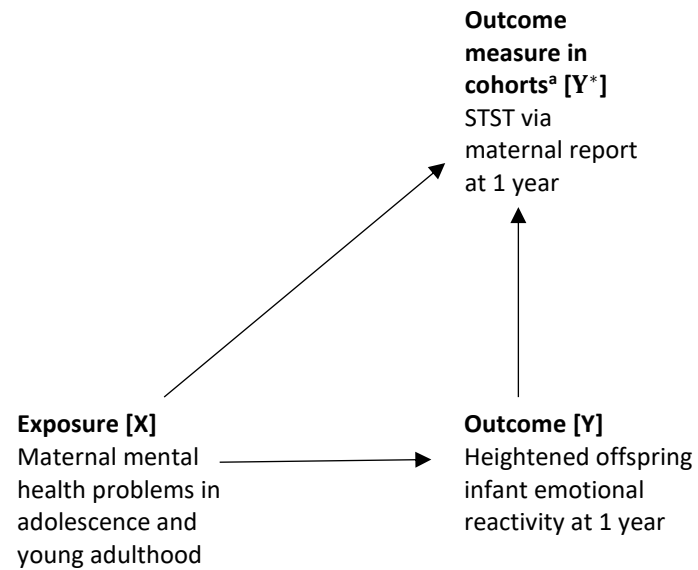 Outcome
measure in
cohortsᵃ [Y*]
STST via
maternal report
at 1 year
Exposure [X]
Maternal mental
health problems in
adolescence and
young adulthood
Outcome [Y]
Heightened offspring
infant emotional
reactivity at 1 year